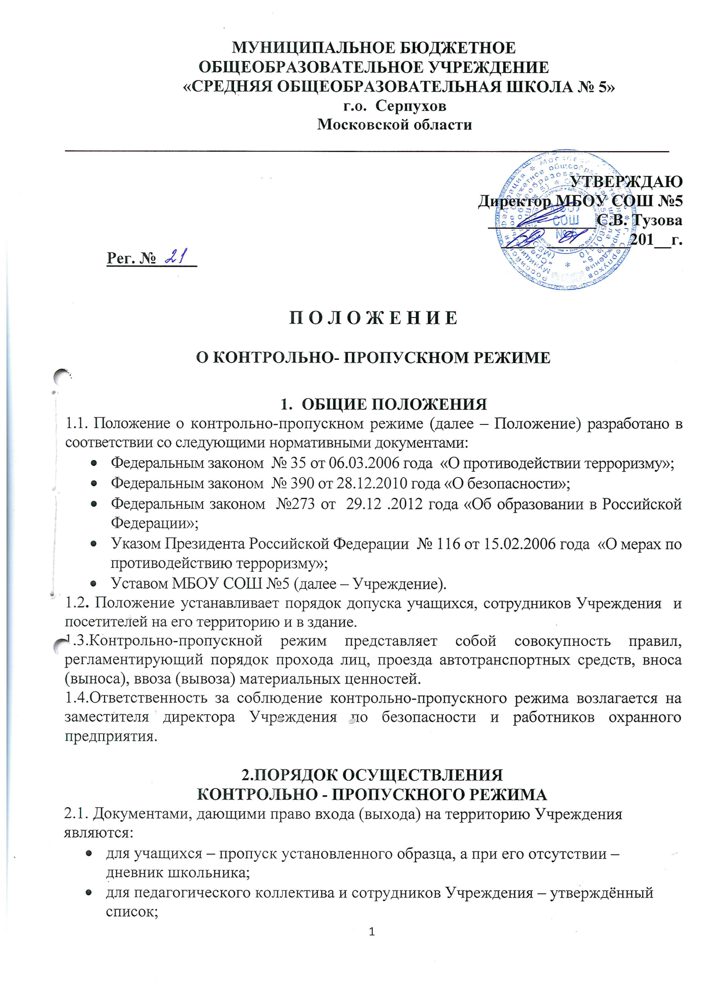 МУНИЦИПАЛЬНОЕ БЮДЖЕТНОЕ
ОБЩЕОБРАЗОВАТЕЛЬНОЕ УЧРЕЖДЕНИЕ
«СРЕДНЯЯ ОБЩЕОБРАЗОВАТЕЛЬНАЯ ШКОЛА № 5»
г.о. Серпухов
Московской области
УТВЕРЖДАЮ
Директор МБОУ СОШ №5
С.В. Тузова
201__г.
МБОУ
СОШ
№ 5
Рег. № 21
П О Л О Ж Е Н И Е
О КОНТРОЛЬНО- ПРОПУСКНОМ РЕЖИМЕ
1. ОБЩИЕ ПОЛОЖЕНИЯ
1.1. Положение о контрольно-пропускном режиме (далее – Положение) разработано в
соответствии со следующими нормативными документами:
• Федеральным законом № 35 от 06.03.2006 года «О противодействии терроризму»;
• Федеральным законом № 390 от 28.12.2010 года «О безопасности»;
• Федеральным законом №273 от 29.12 .2012 года «Об образовании в Российской
Федерации»;
• Указом Президента Российской Федерации № 116 от 15.02.2006 года «О мерах по
противодействию терроризму»;
• Уставом МБОУ СОШ №5 (далее – Учреждение).
1.2. Положение устанавливает порядок допуска учащихся, сотрудников Учреждения и
посетителей на его территорию и в здание.
1.3.Контрольно-пропускной режим представляет собой совокупность правил,
регламентирующий порядок прохода лиц, проезда автотранспортных средств, вноса
(выноса), ввоза (вывоза) материальных ценностей.
1.4.Ответственность за соблюдение контрольно-пропускного режима возлагается на
заместителя директора Учреждения по безопасности и работников охранного
предприятия.
2.ПОРЯДОК ОСУЩЕСТВЛЕНИЯ
КОНТРОЛЬНО - ПРОПУСКНОГО РЕЖИМА
2.1. Документами, дающими право входа (выхода) на территорию Учреждения
являются:
• для учащихся – пропуск установленного образца, а при его отсутствии –
дневник школьника;
• для педагогического коллектива и сотрудников Учреждения – утверждённый
список;
1